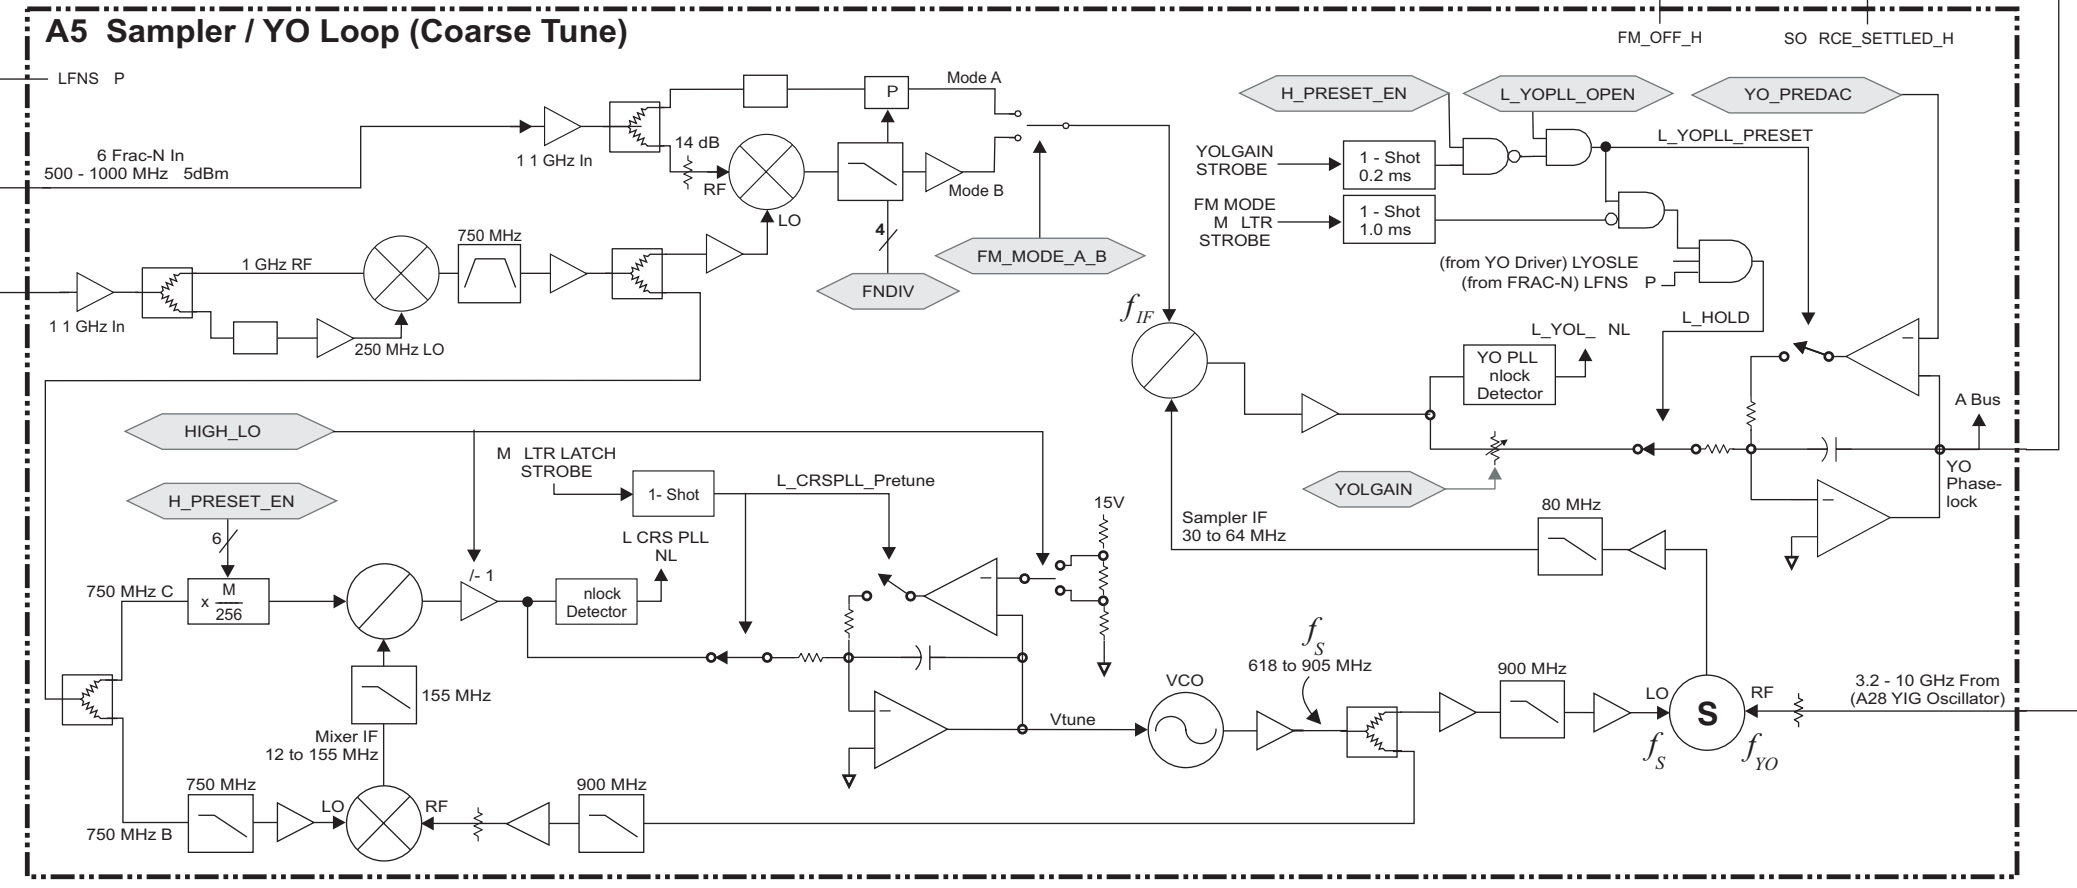 A5 Sampler / YO Loop (Coarse Tune)
FM_OFF_H
SO RCE_SETTLED_H
LFNS P
Mode A
H_PRESET_EN
L_YOPLL_OPEN
YO_PREDAC
P
6 Frac-N In
500 - 1000 MHz 5dBm
1 1 GHz In
14 dB
RF
LO
Mode B
L_YOPLL_PRESET
YOLGAIN
STROBE
1 - Shot
0.2 ms
FM MODE
M LTR
STROBE
1 - Shot
1.0 ms
4
FM_MODE_A_B
FNDIV
1 GHz RF
750 MHz
1 1 GHz In
250 MHz LO
(from YO Driver) LYOSLE
(from FRAC-N) LFNS P
f IF
L_YOL_ NL
L_HOLD
YO PLL
nlock
Detector
A Bus
HIGH_LO
M LTR LATCH
STROBE
1- Shot
L_CRSPLL_Pretune
YOLGAIN
YO
Phase-
lock
H_PRESET_EN
6
L CRS PLL
NL
15V
Sampler IF
30 to 64 MHz
80 MHz
/- 1
750 MHz C
x M
256
nlock
Detector
155 MHz
Mixer IF
12 to 155 MHz
Vtune
VCO
f S
618 to 905 MHz
900 MHz
LO
S
RF
f S
f YO
3.2 - 10 GHz From
(A28 YIG Oscillator)
750 MHz B
750 MHz
LO
RF
900 MHz